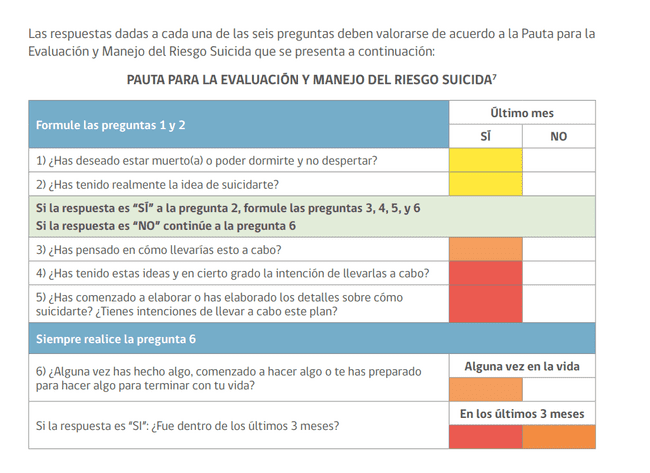 Las respuestas dadas a cada una de las seis preguntas deben valorarse de acuerdo a la Pauta para la
Evaluación y Manejo del Riesgo Suicida que se presenta a continuación:
PAUTA PARA LA EVALUACIÓN Y MANEJO DEL RIESGO SUICIDA⁷
Formule las preguntas 1 y 2
Último mes
SÍ
NO
1) ¿Has deseado estar muerto(a) o poder dormirte y no despertar?
2) ¿Has tenido realmente la idea de suicidarte?
Si la respuesta es “SÍ” a la pregunta 2, formule las preguntas 3, 4, 5, y 6
Si la respuesta es “NO” continúe a la pregunta 6
3) ¿Has pensado en cómo llevarías esto a cabo?
4) ¿Has tenido estas ideas y en cierto grado la intención de llevarlas a cabo?
5) ¿Has comenzado a elaborar o has elaborado los detalles sobre cómo
suicidarte? ¿Tienes intenciones de llevar a cabo este plan?
Siempre realice la pregunta 6
6) ¿Alguna vez has hecho algo, comenzado a hacer algo o te has preparado
para hacer algo para terminar con tu vida?
Alguna vez en la vida
Si la respuesta es “SI”: ¿Fue dentro de los últimos 3 meses?
En los últimos 3 meses